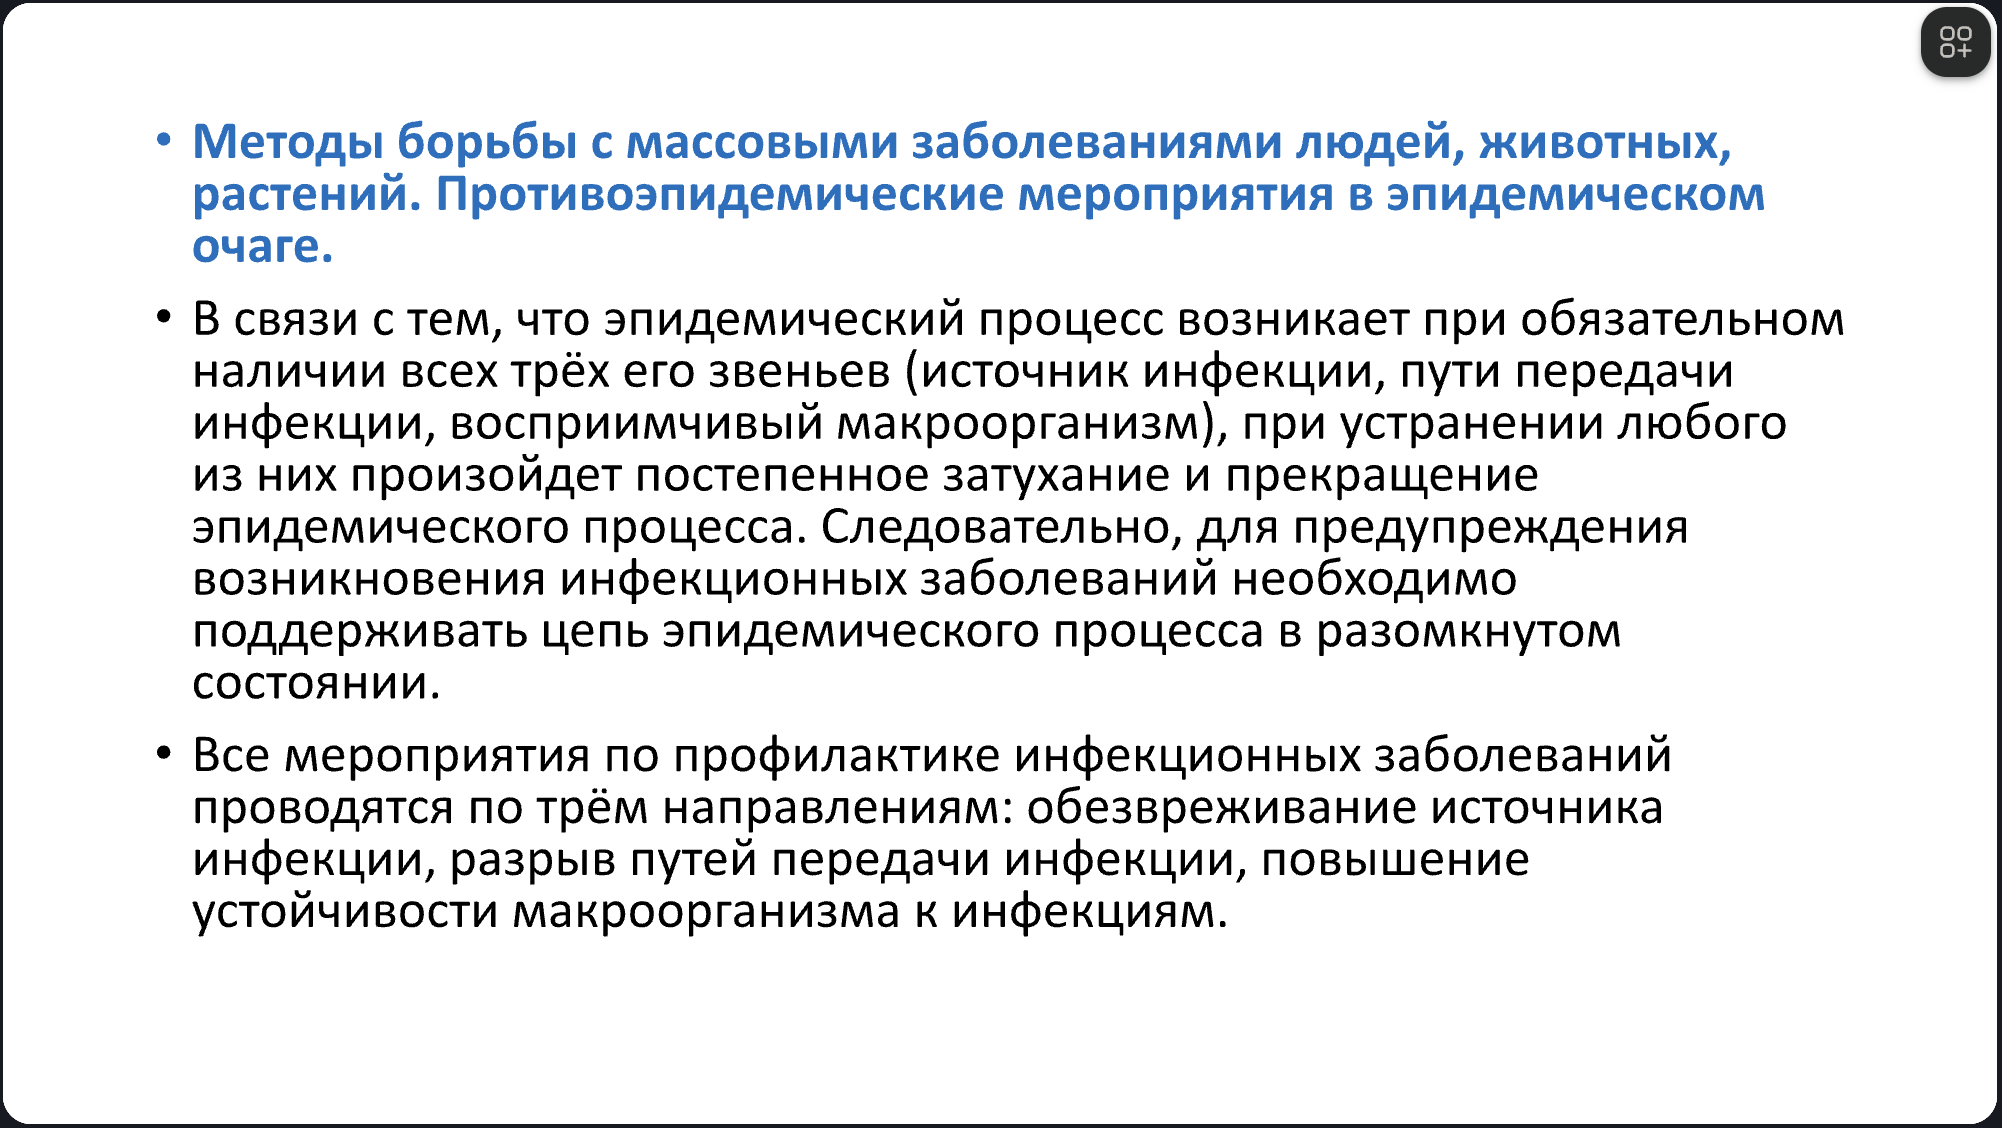 • Методы борьбы с массовыми заболеваниями людей, животных,
растений. Противоэпидемические мероприятия в эпидемическом
очаге.
• В связи с тем, что эпидемический процесс возникает при обязательном
наличии всех трёх его звеньев (источник инфекции, пути передачи
инфекции, восприимчивый макроорганизм), при устранении любого
из них произойдет постепенное затухание и прекращение
эпидемического процесса. Следовательно, для предупреждения
возникновения инфекционных заболеваний необходимо
поддерживать цепь эпидемического процесса в разомкнутом
состоянии.
• Все мероприятия по профилактике инфекционных заболеваний
проводятся по трём направлениям: обезвреживание источника
инфекции, разрыв путей передачи инфекции, повышение
устойчивости макроорганизма к инфекциям.